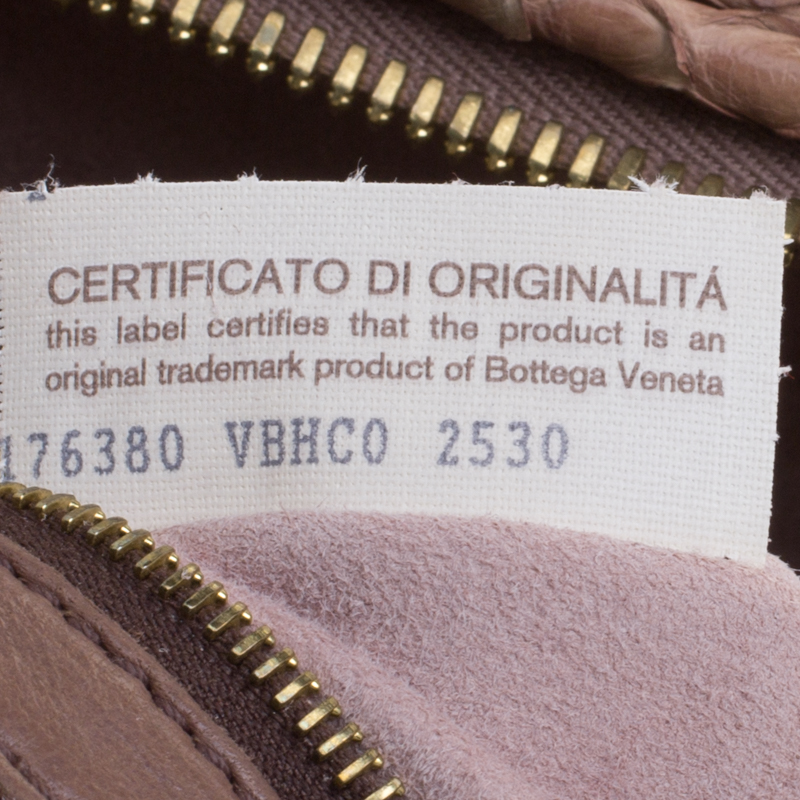 CERTIFICATO DI ORIGINALITÁ
this label certifies that the product is an
original trademark product of Bottega Veneta
176380 VBHC0 2530